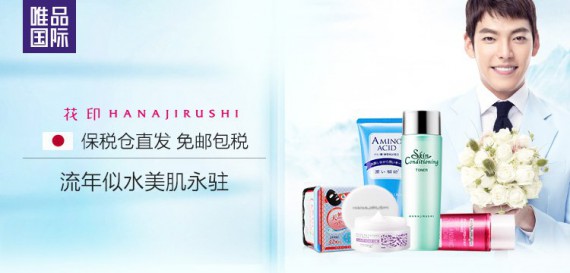 唯品
国际
花印 HANAJIRUSHI
保税仓直发 免邮包税
流年似水美肌永驻
AMINO
ACID
Skin
Conditioning
TONER
HANAJIRUSHI